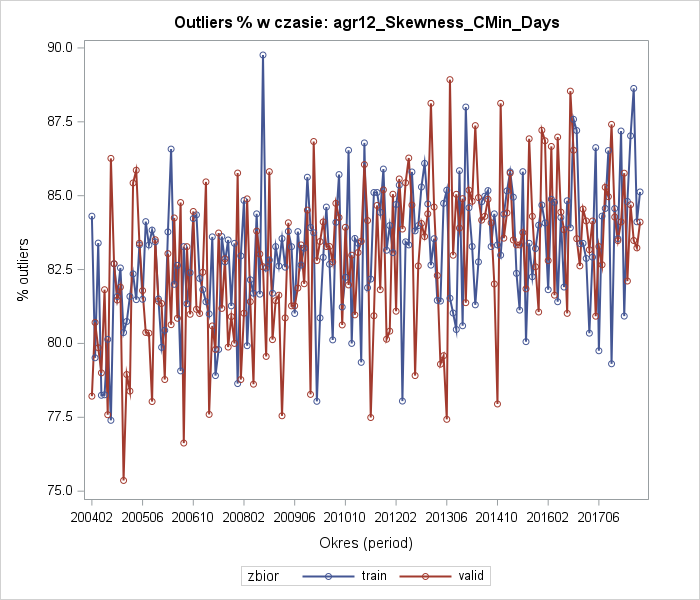 Outliers % w czasie: agr12_Skewness_CMin_Days
90.0
87.5
85.0
82.5
80.0
77.5
75.0
% outliers
200402 200506 200610 200802 200906 201010 201202 201306 201410 201602 201706
Okres (period)
zbior train valid